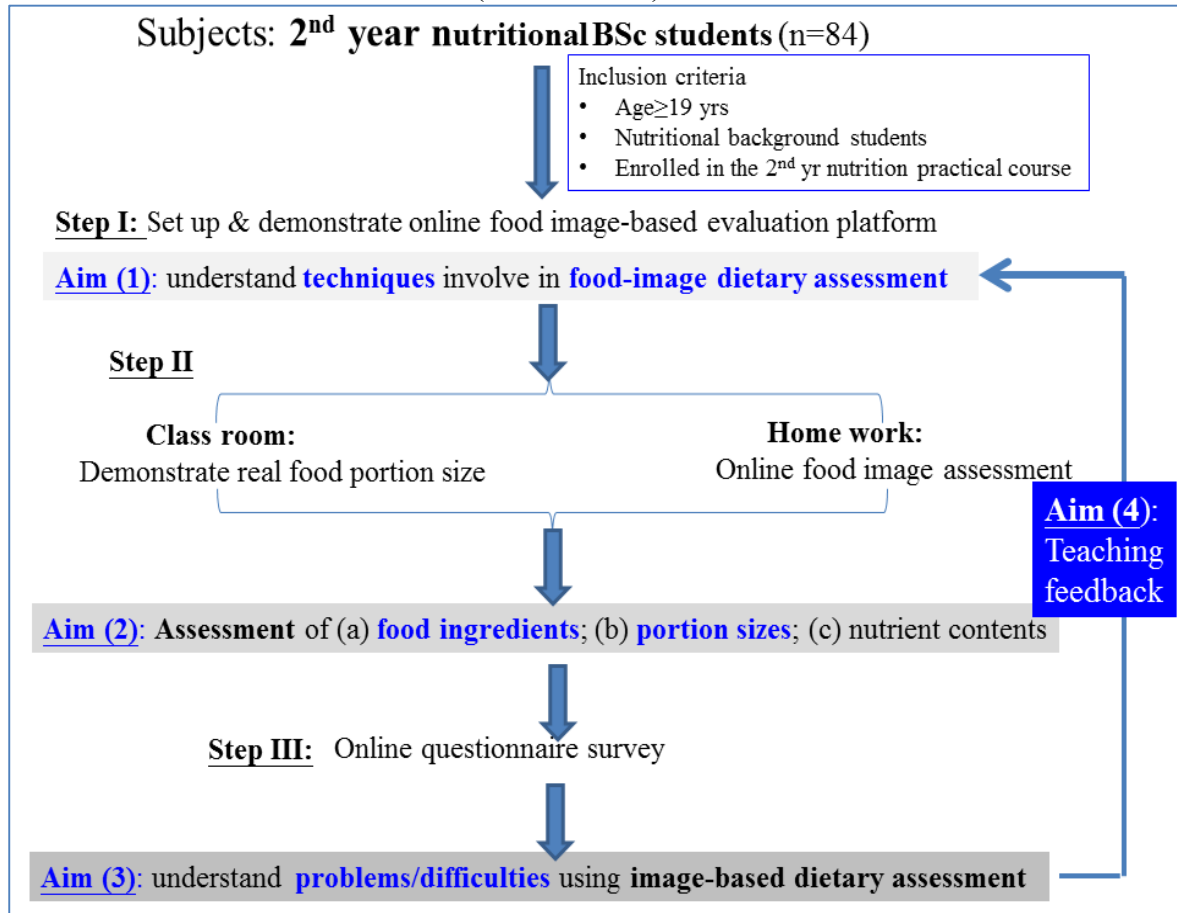 Subjects: 2nd year nutritional BSc students (n=84)
Inclusion criteria
• Age≥19 yrs
• Nutritional background students
• Enrolled in the 2nd yr nutrition practical course
Step I: Set up & demonstrate online food image-based evaluation platform
Aim (1): understand techniques involve in food-image dietary assessment
Step II
Class room:
Demonstrate real food portion size
Home work:
Online food image assessment
Aim (4):
Teaching
feedback
Aim (2): Assessment of (a) food ingredients; (b) portion sizes; (c) nutrient contents
Step III: Online questionnaire survey
Aim (3): understand problems/difficulties using image-based dietary assessment